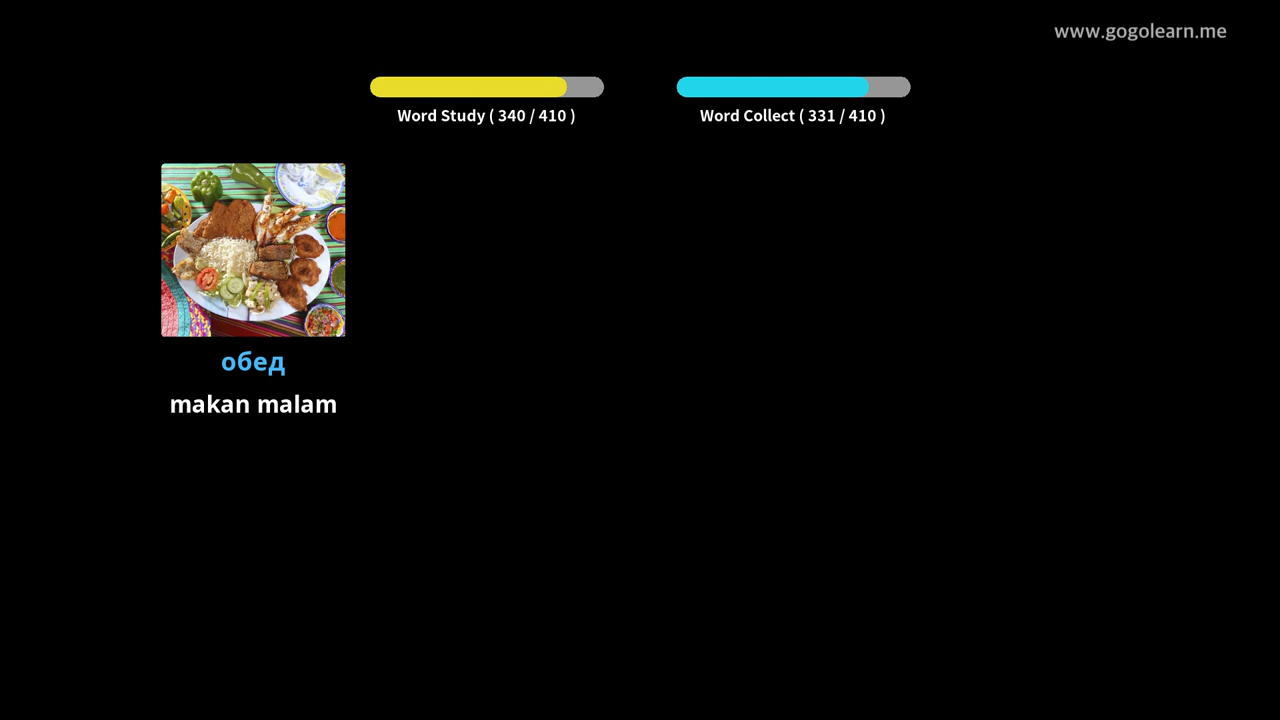 www.gogolearn.me
Word Study ( 340 / 410 )
Word Collect ( 331 / 410 )
обед
makan malam